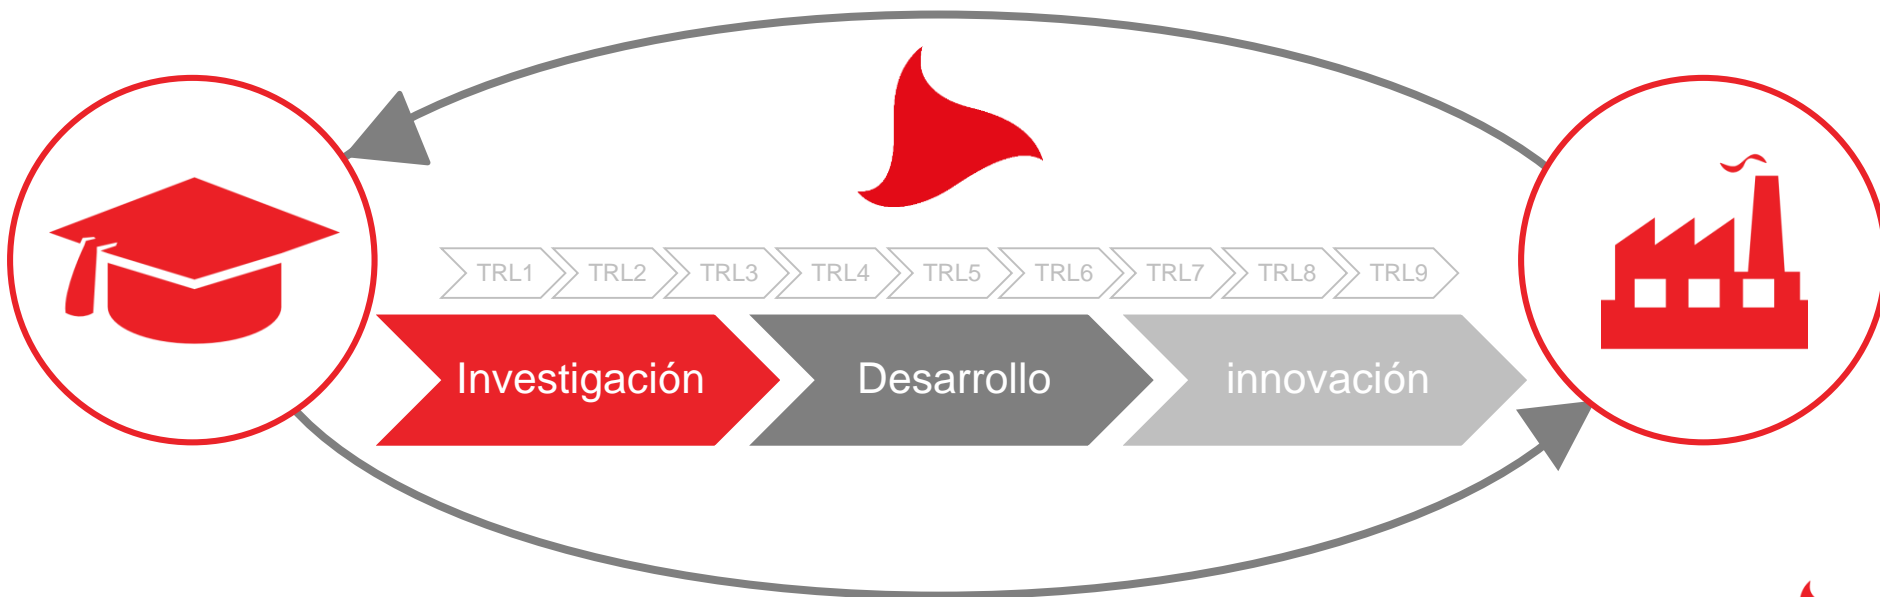 TRL1 TRL2 TRL3 TRL4 TRL5 TRL6 TRL7 TRL8 TRL9
Investigación Desarrollo innovación